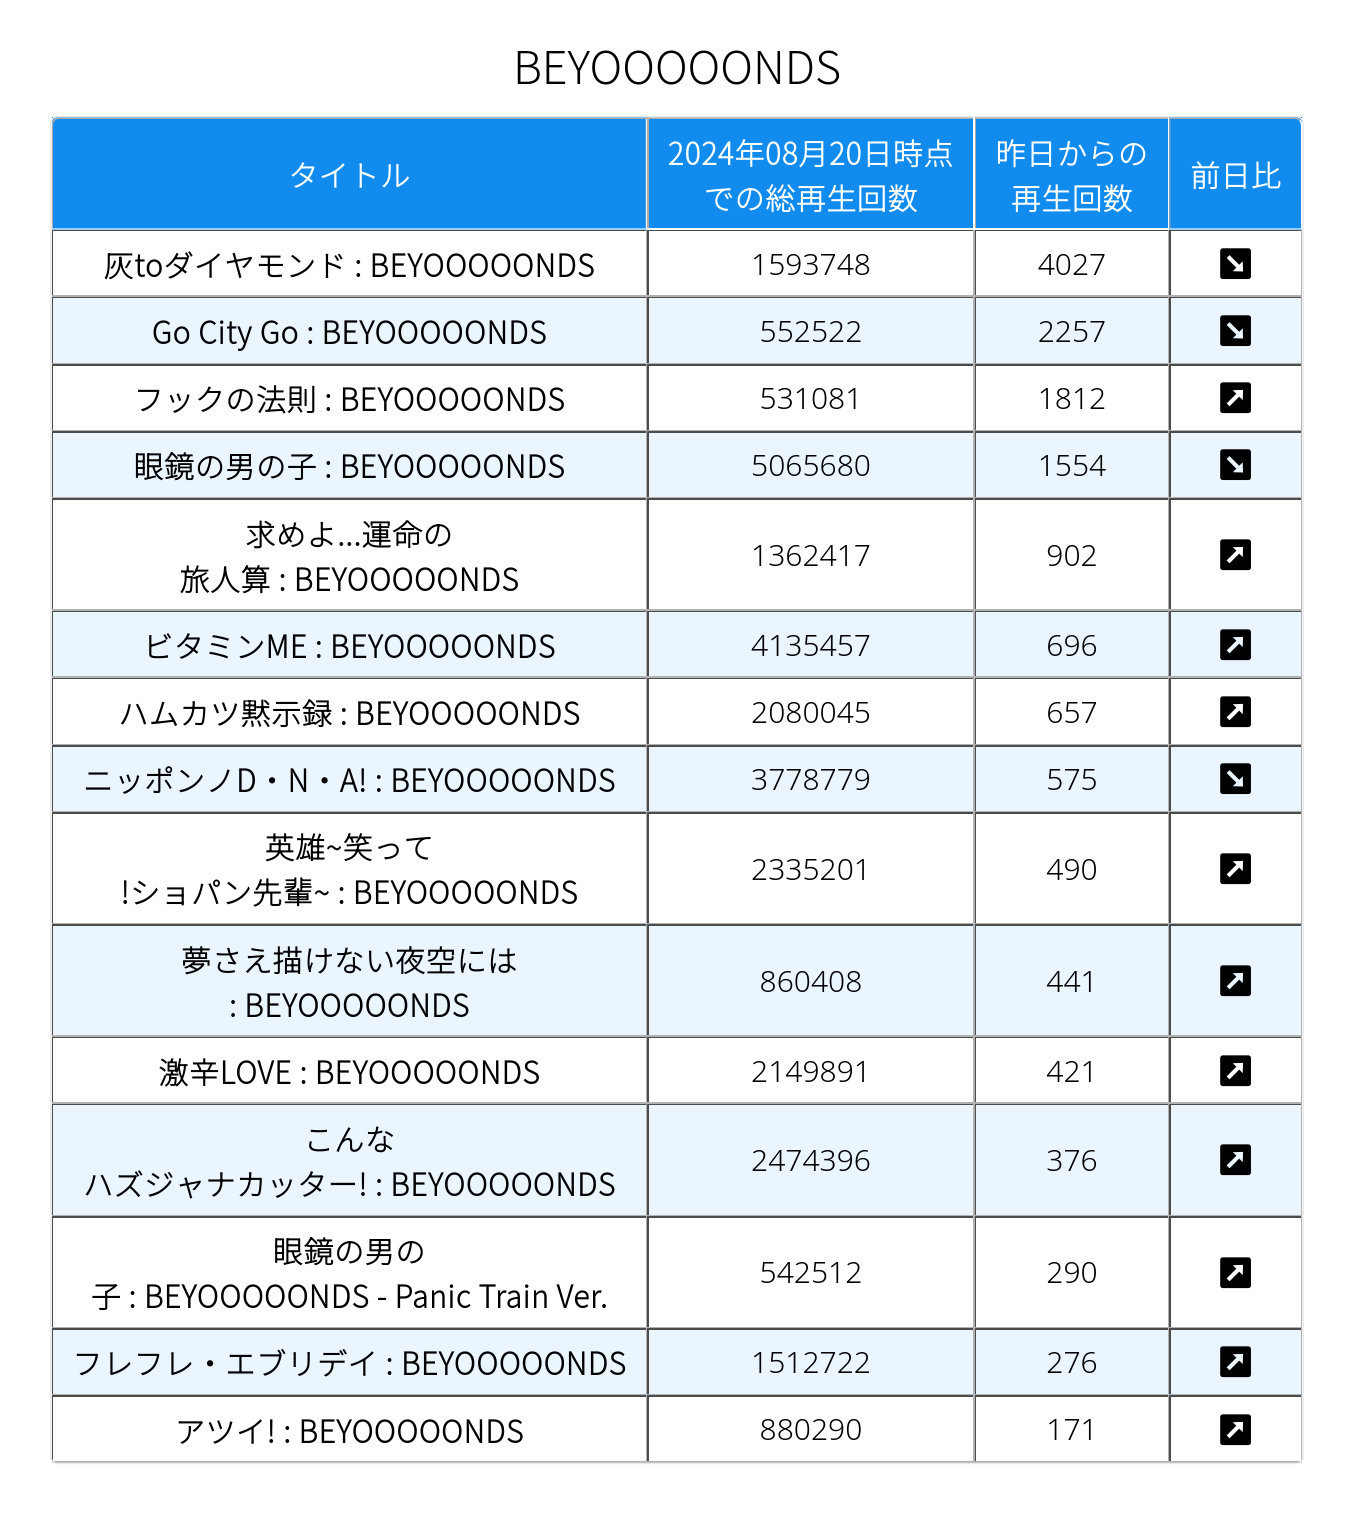 BEYOOOOONDS
タイトル
2024年08月20日時点
での総再生回数
昨日からの
再生回数
前日比
灰toダイヤモンド : BEYOOOOONDS
1593748
4027
Go City Go : BEYOOOOONDS
552522
2257
フックの法則 : BEYOOOOONDS
531081
1812
眼鏡の男の子 : BEYOOOOONDS
5065680
1554
求めよ...運命の
旅人算 : BEYOOOOONDS
1362417
902
ビタミンME : BEYOOOOONDS
4135457
696
ハムカツ黙示録 : BEYOOOOONDS
2080045
657
ニッポンノD・N・A! : BEYOOOOONDS
3778779
575
英雄~笑って
!ショパン先輩~ : BEYOOOOONDS
2335201
490
夢さえ描けない夜空には
: BEYOOOOONDS
860408
441
激辛LOVE : BEYOOOOONDS
2149891
421
こんな
ハズジャナカッター! : BEYOOOOONDS
2474396
376
眼鏡の男の
子 : BEYOOOOONDS - Panic Train Ver.
542512
290
フレフレ・エブリデイ : BEYOOOOONDS
1512722
276
アツイ! : BEYOOOOONDS
880290
171